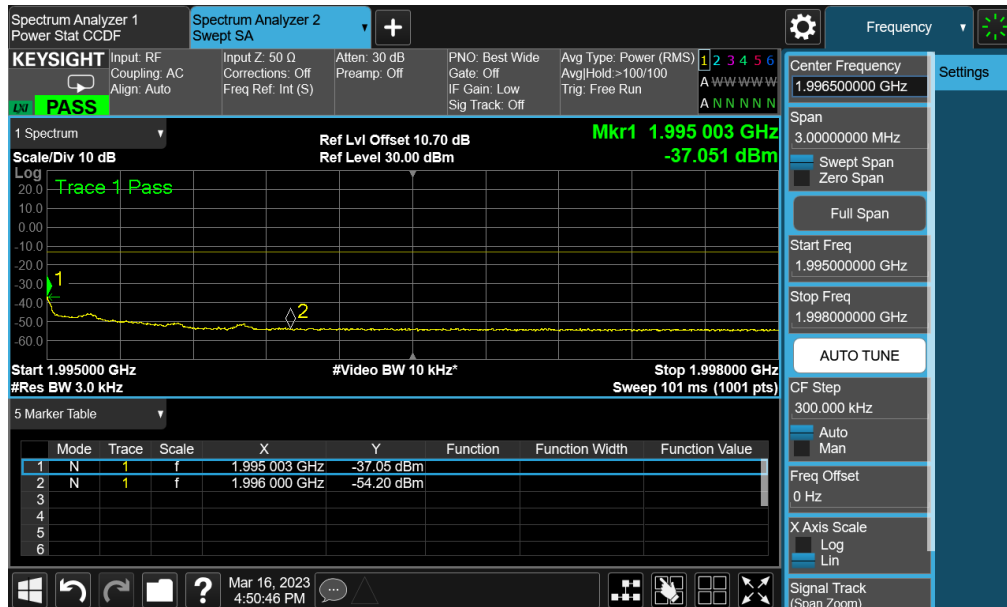 Spectrum Analyzer 1
Power Stat CCDF
Spectrum Analyzer 2
Swept SA
Frequency
KEYSIGHT
LXI PASS
Input: RF
Coupling: AC
Align: Auto
Input Z: 50 Ω
Corrections: Off
Freq Ref: Int (S)
Atten: 30 dB
Preamp: Off
PNO: Best Wide
Gate: Off
IF Gain: Low
Sig Track: Off
Avg Type: Power (RMS)
Avg|Hold:>100/100
Trig: Free Run
1 2 3 4 5 6
A W W W W W
A N N N N N
1 Spectrum
Scale/Div 10 dB
Ref Lvl Offset 10.70 dB
Ref Level 30.00 dBm
Mkr1 1.995 003 GHz
-37.051 dBm
Log
Trace 1 Pass
20.0
10.0
0.00
-10.0
-20.0
-30.0
-40.0
-50.0
-60.0
1
2
Start 1.995000 GHz
#Video BW 10 kHz*
Stop 1.998000 GHz
#Res BW 3.0 kHz
Sweep 101 ms (1001 pts)
5 Marker Table
Mode Trace Scale X Y Function Function Width Function Value
1 N 1 f 1.995 003 GHz -37.05 dBm
2 N 1 f 1.996 000 GHz -54.20 dBm
3
4
5
6
Mar 16, 2023
4:50:46 PM
Center Frequency
1.996500000 GHz
Settings
Span
3.00000000 MHz
Swept Span
Zero Span
Full Span
Start Freq
1.995000000 GHz
Stop Freq
1.998000000 GHz
AUTO TUNE
CF Step
300.000 kHz
Auto
Man
Freq Offset
0 Hz
X Axis Scale
Log
Lin
Signal Track
(Span Zoom)